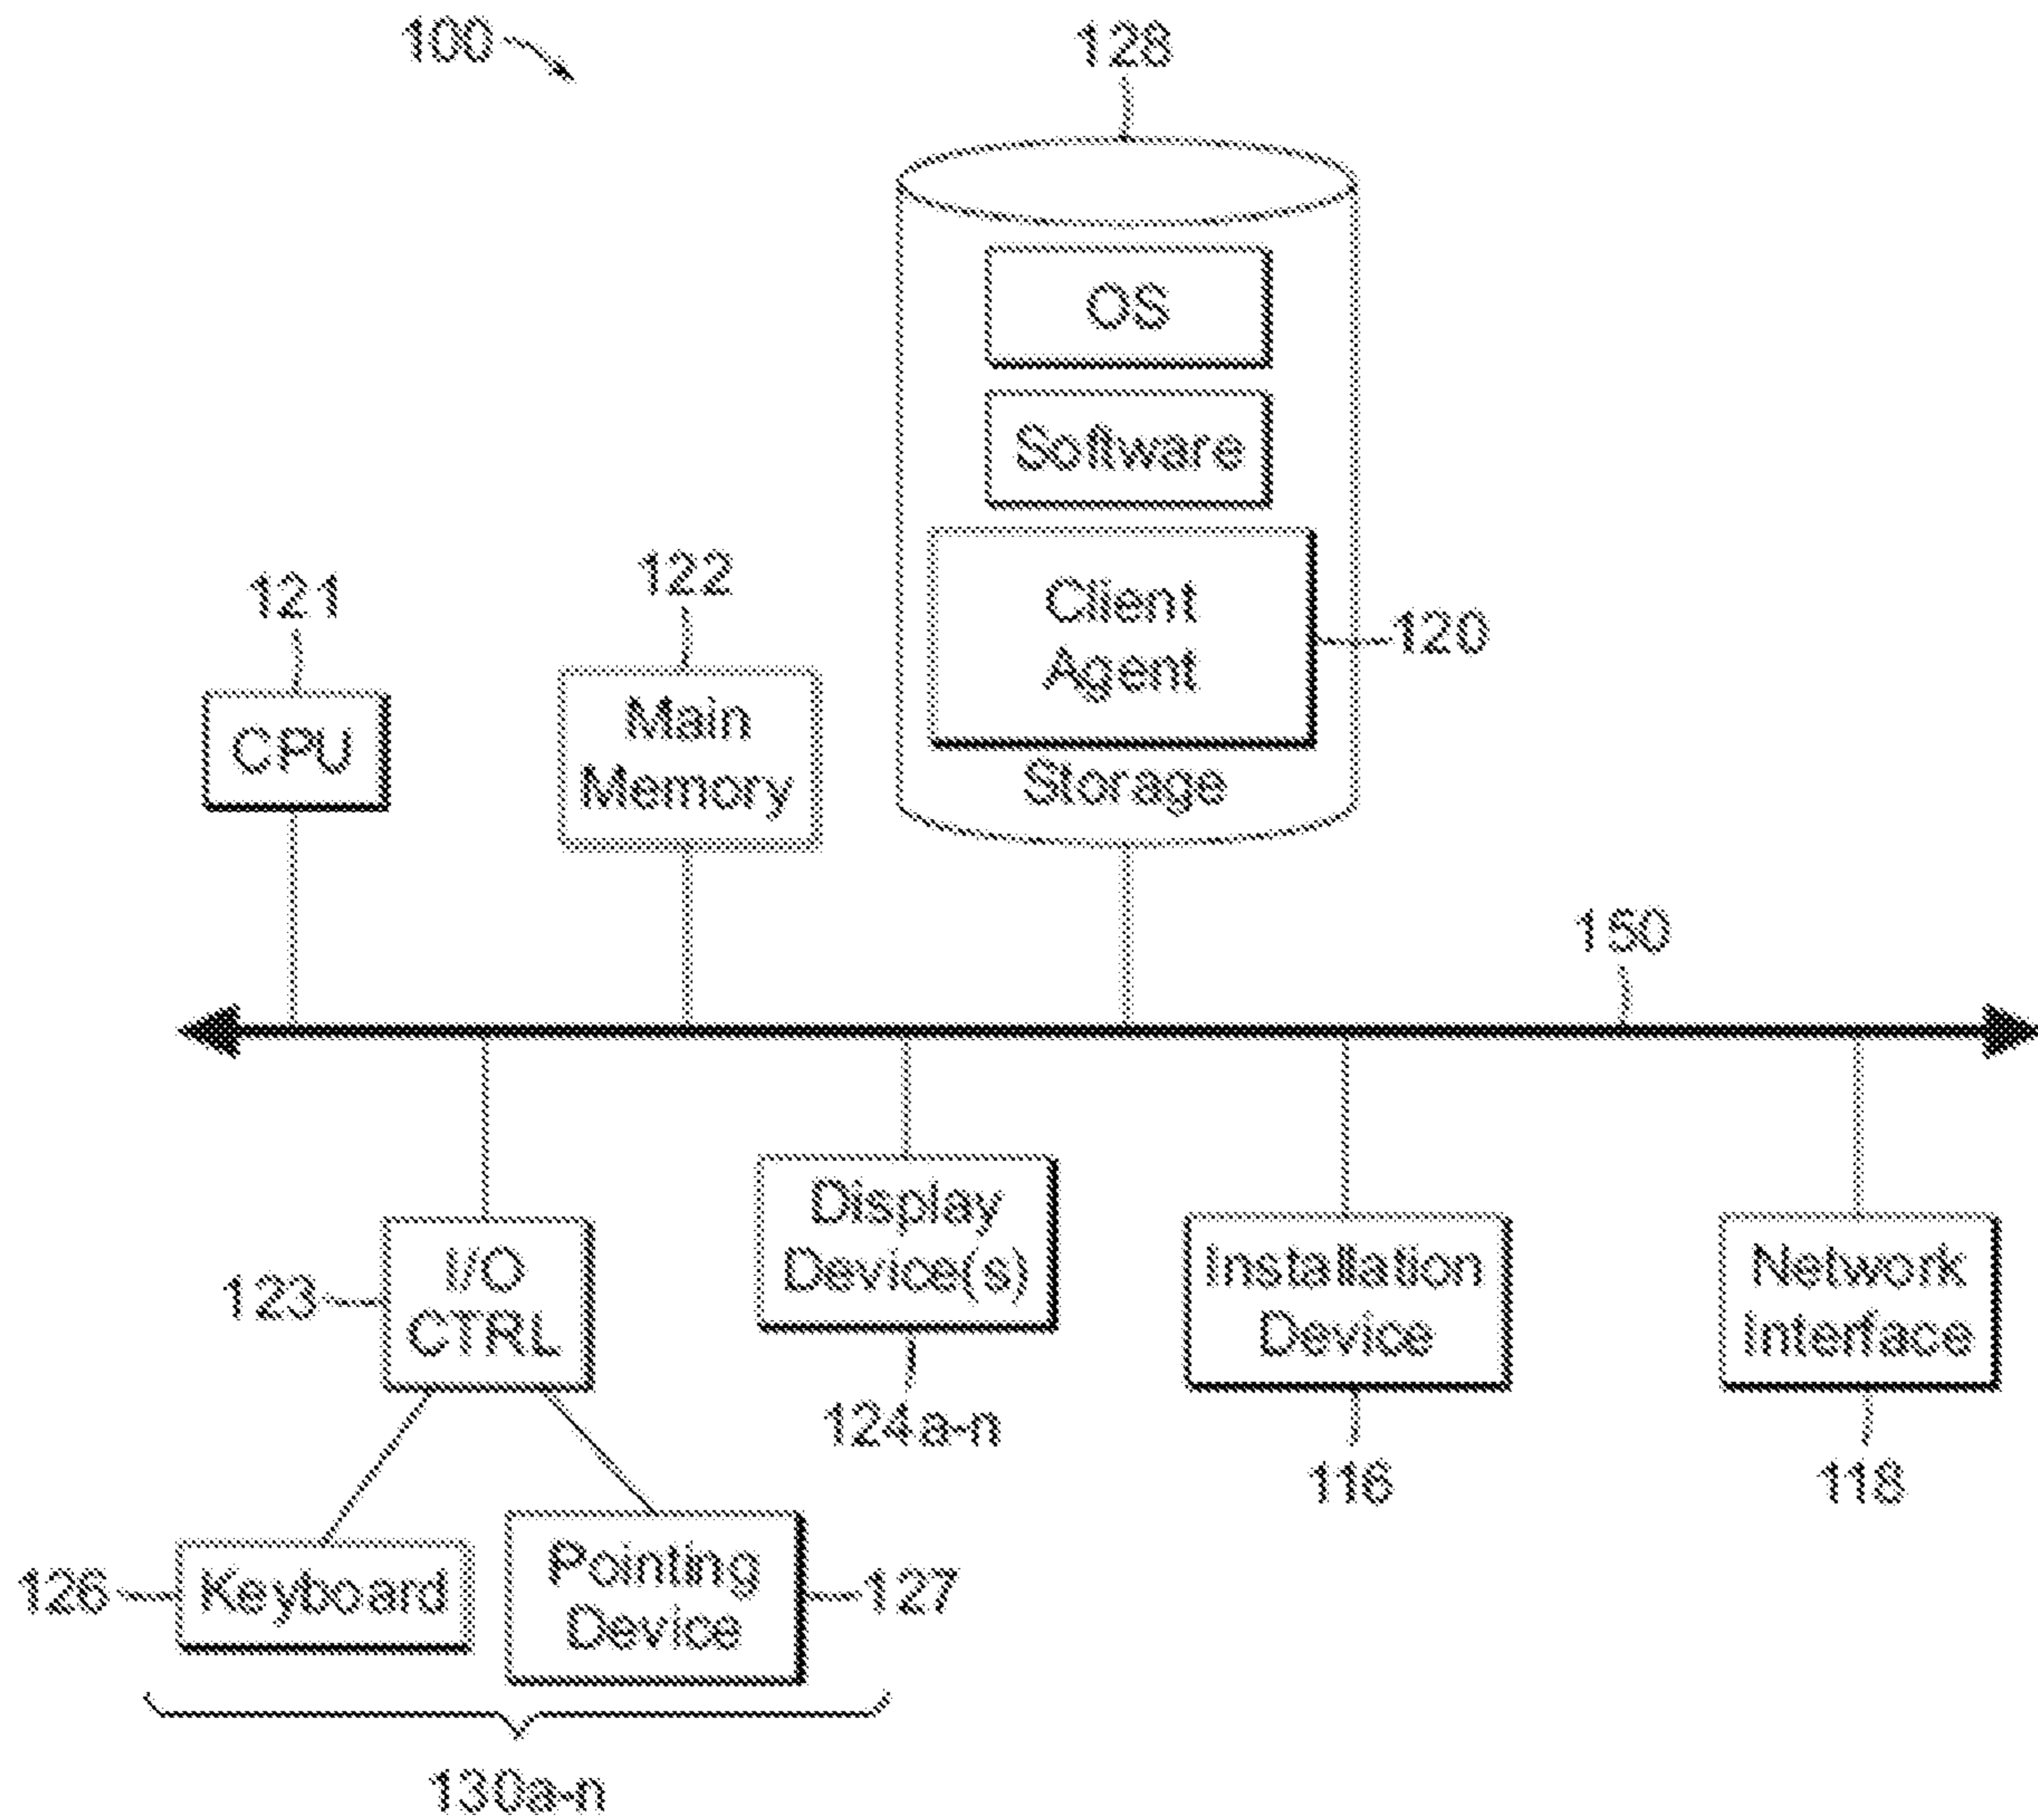 100
128
OS
Software
Client
Agent
120
Storage
121
CPU
122
Main
Memory
150
I/O
CTRL
123
Display
Device(s)
124a-n
Installation
Device
116
Network
Interface
118
126
Keyboard
Pointing
Device
127
130a-n